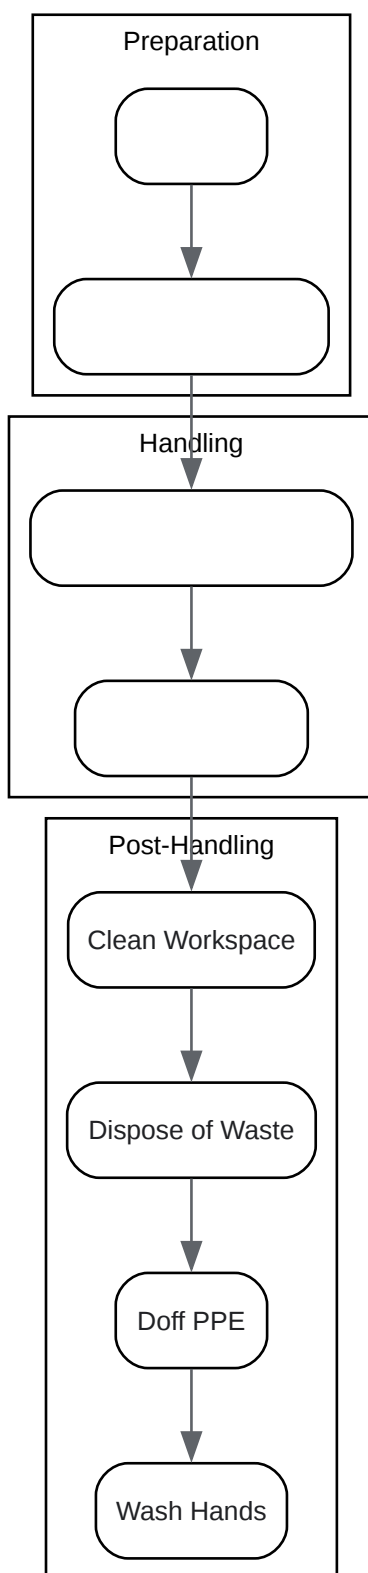 Preparation
Handling
Post-Handling
Clean Workspace
Dispose of Waste
Doff PPE
Wash Hands